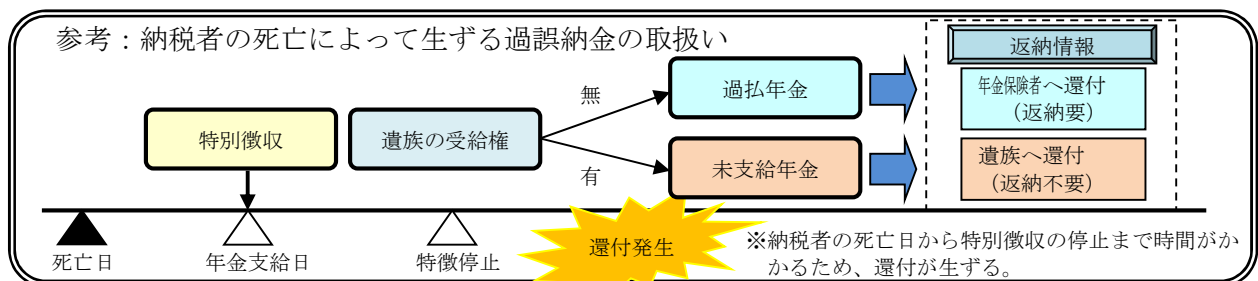 参考：納税者の死亡によって生ずる過誤納金の取扱い
返納情報
無
過払年金
年金保険者へ還付
（返納要）
特別徴収
遺族の受給権
有
未支給年金
遺族へ還付
（返納不要）
死亡日
年金支給日
特徴停止
還付発生
※納税者の死亡日から特別徴収の停止まで時間がか
かるため、還付が生ずる。